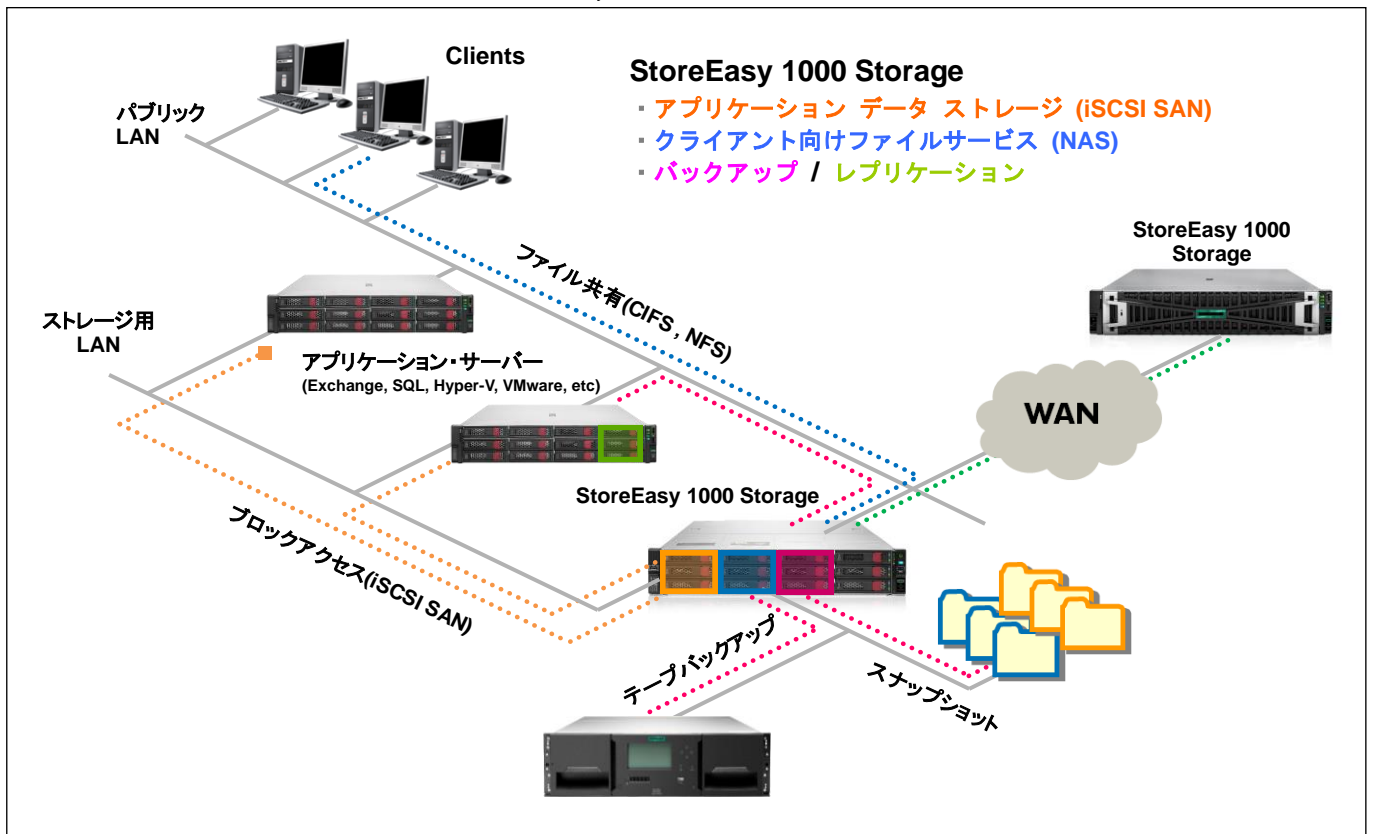 Clients
StoreEasy 1000 Storage
▪ アプリケーション データ ストレージ (iSCSI SAN)
▪ クライアント向けファイルサービス (NAS)
▪ バックアップ / レプリケーション
パブリック
LAN
StoreEasy 1000
Storage
ファイル共有(CIFS , NFS)
ストレージ用
LAN
アプリケーション・サーバー
(Exchange, SQL, Hyper-V, VMware, etc)
WAN
StoreEasy 1000 Storage
ブロックアクセス(iSCSI SAN)
テープバックアップ
スナップショット